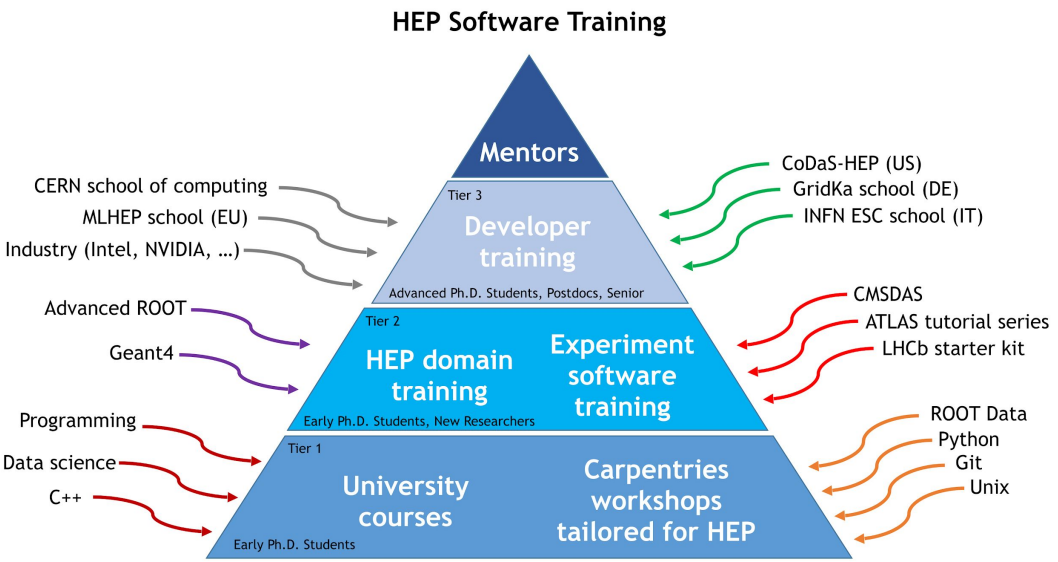 HEP Software Training
Mentors
CERN school of computing
MLHEP school (EU)
Industry (Intel, NVIDIA, ...)
Tier 3
Developer
training
Advanced Ph.D. Students, Postdocs, Senior
CoDaS-HEP (US)
GridKa school (DE)
INFN ESC school (IT)
Advanced ROOT
Geant4
Tier 2
HEP domain
training
Experiment
software
training
Early Ph.D. Students, New Researchers
CMSDAS
ATLAS tutorial series
LHCb starter kit
Programming
Data science
C++
Tier 1
University
courses
Carpentries
workshops
tailored for HEP
Early Ph.D. Students
ROOT Data
Python
Git
Unix